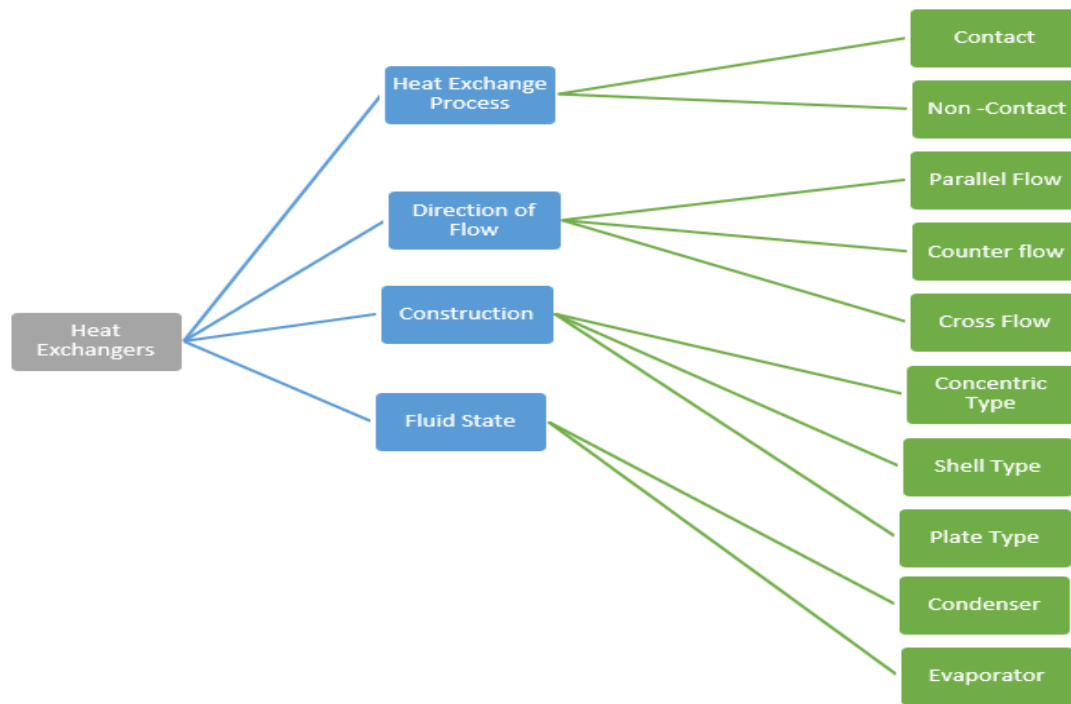 Heat
Exchangers
Heat Exchange
Process
Direction of
Flow
Construction
Fluid State
Contact
Non -Contact
Parallel Flow
Counter flow
Cross Flow
Concentric
Type
Shell Type
Plate Type
Condenser
Evaporator